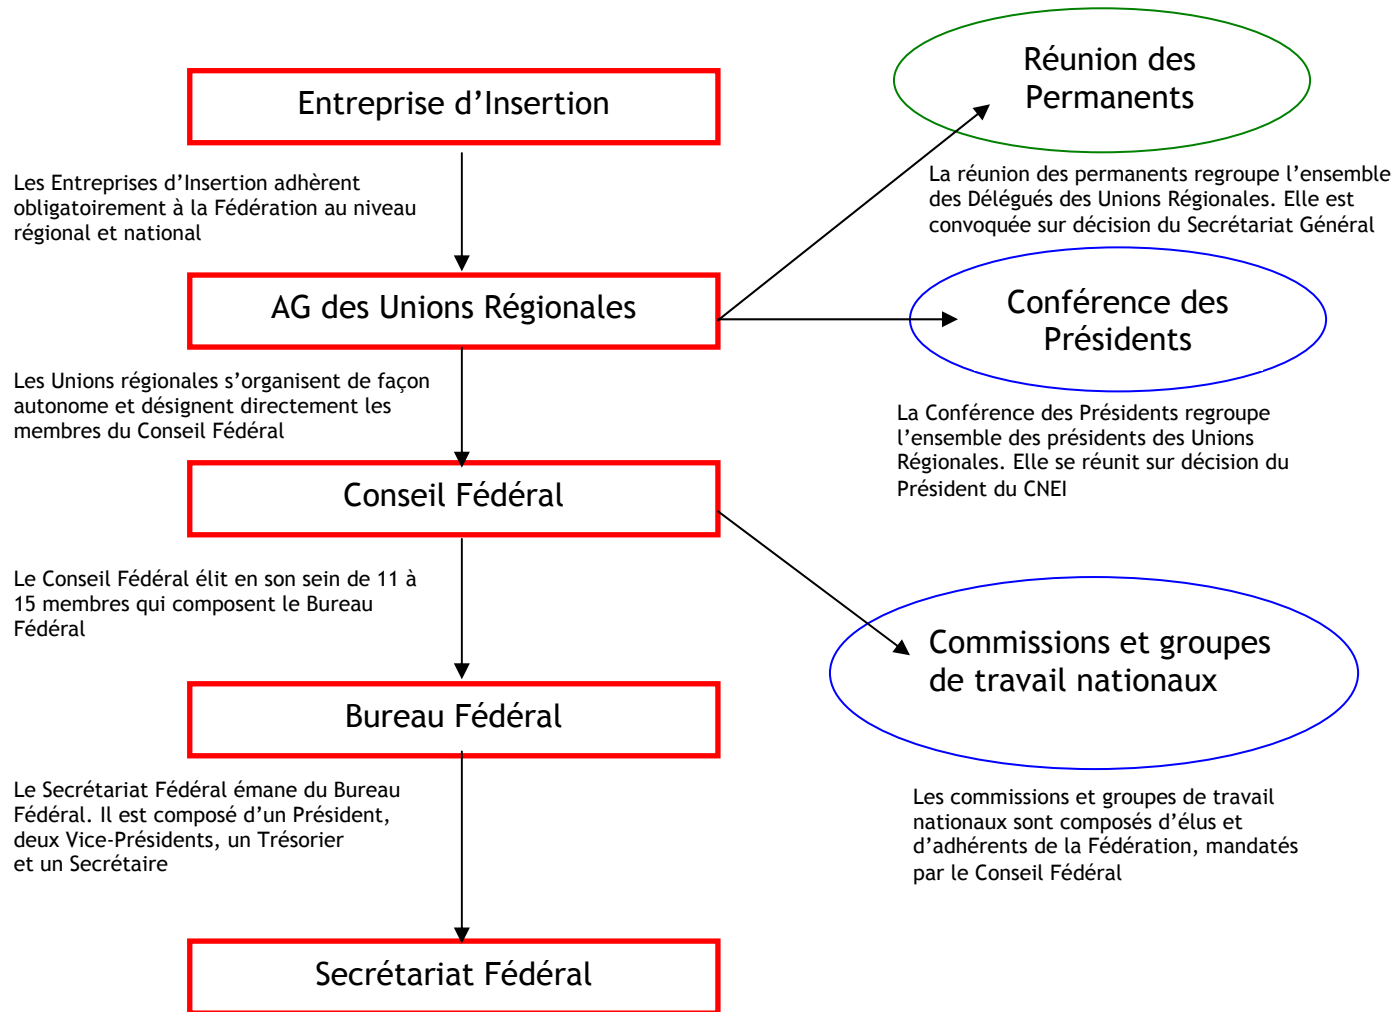 Entreprise d’Insertion
Les Entreprises d’Insertion adhèrent
obligatoirement à la Fédération au niveau
régional et national
AG des Unions Régionales
Les Unions régionales s’organisent de façon
autonome et désignent directement les
membres du Conseil Fédéral
Conseil Fédéral
Le Conseil Fédéral élit en son sein de 11 à
15 membres qui composent le Bureau
Fédéral
Bureau Fédéral
Le Secrétariat Fédéral émane du Bureau
Fédéral. Il est composé d’un Président,
deux Vice-Présidents, un Trésorier
et un Secrétaire
Secrétariat Fédéral
Réunion des
Permanents
La réunion des permanents regroupe l’ensemble
des Délégués des Unions Régionales. Elle est
convoquée sur décision du Secrétariat Général
Conférence des
Présidents
La Conférence des Présidents regroupe
l’ensemble des présidents des Unions
Régionales. Elle se réunit sur décision du
Président du CNEI
Commissions et groupes
de travail nationaux
Les commissions et groupes de travail
nationaux sont composés d’élus et
d’adhérents de la Fédération, mandatés
par le Conseil Fédéral